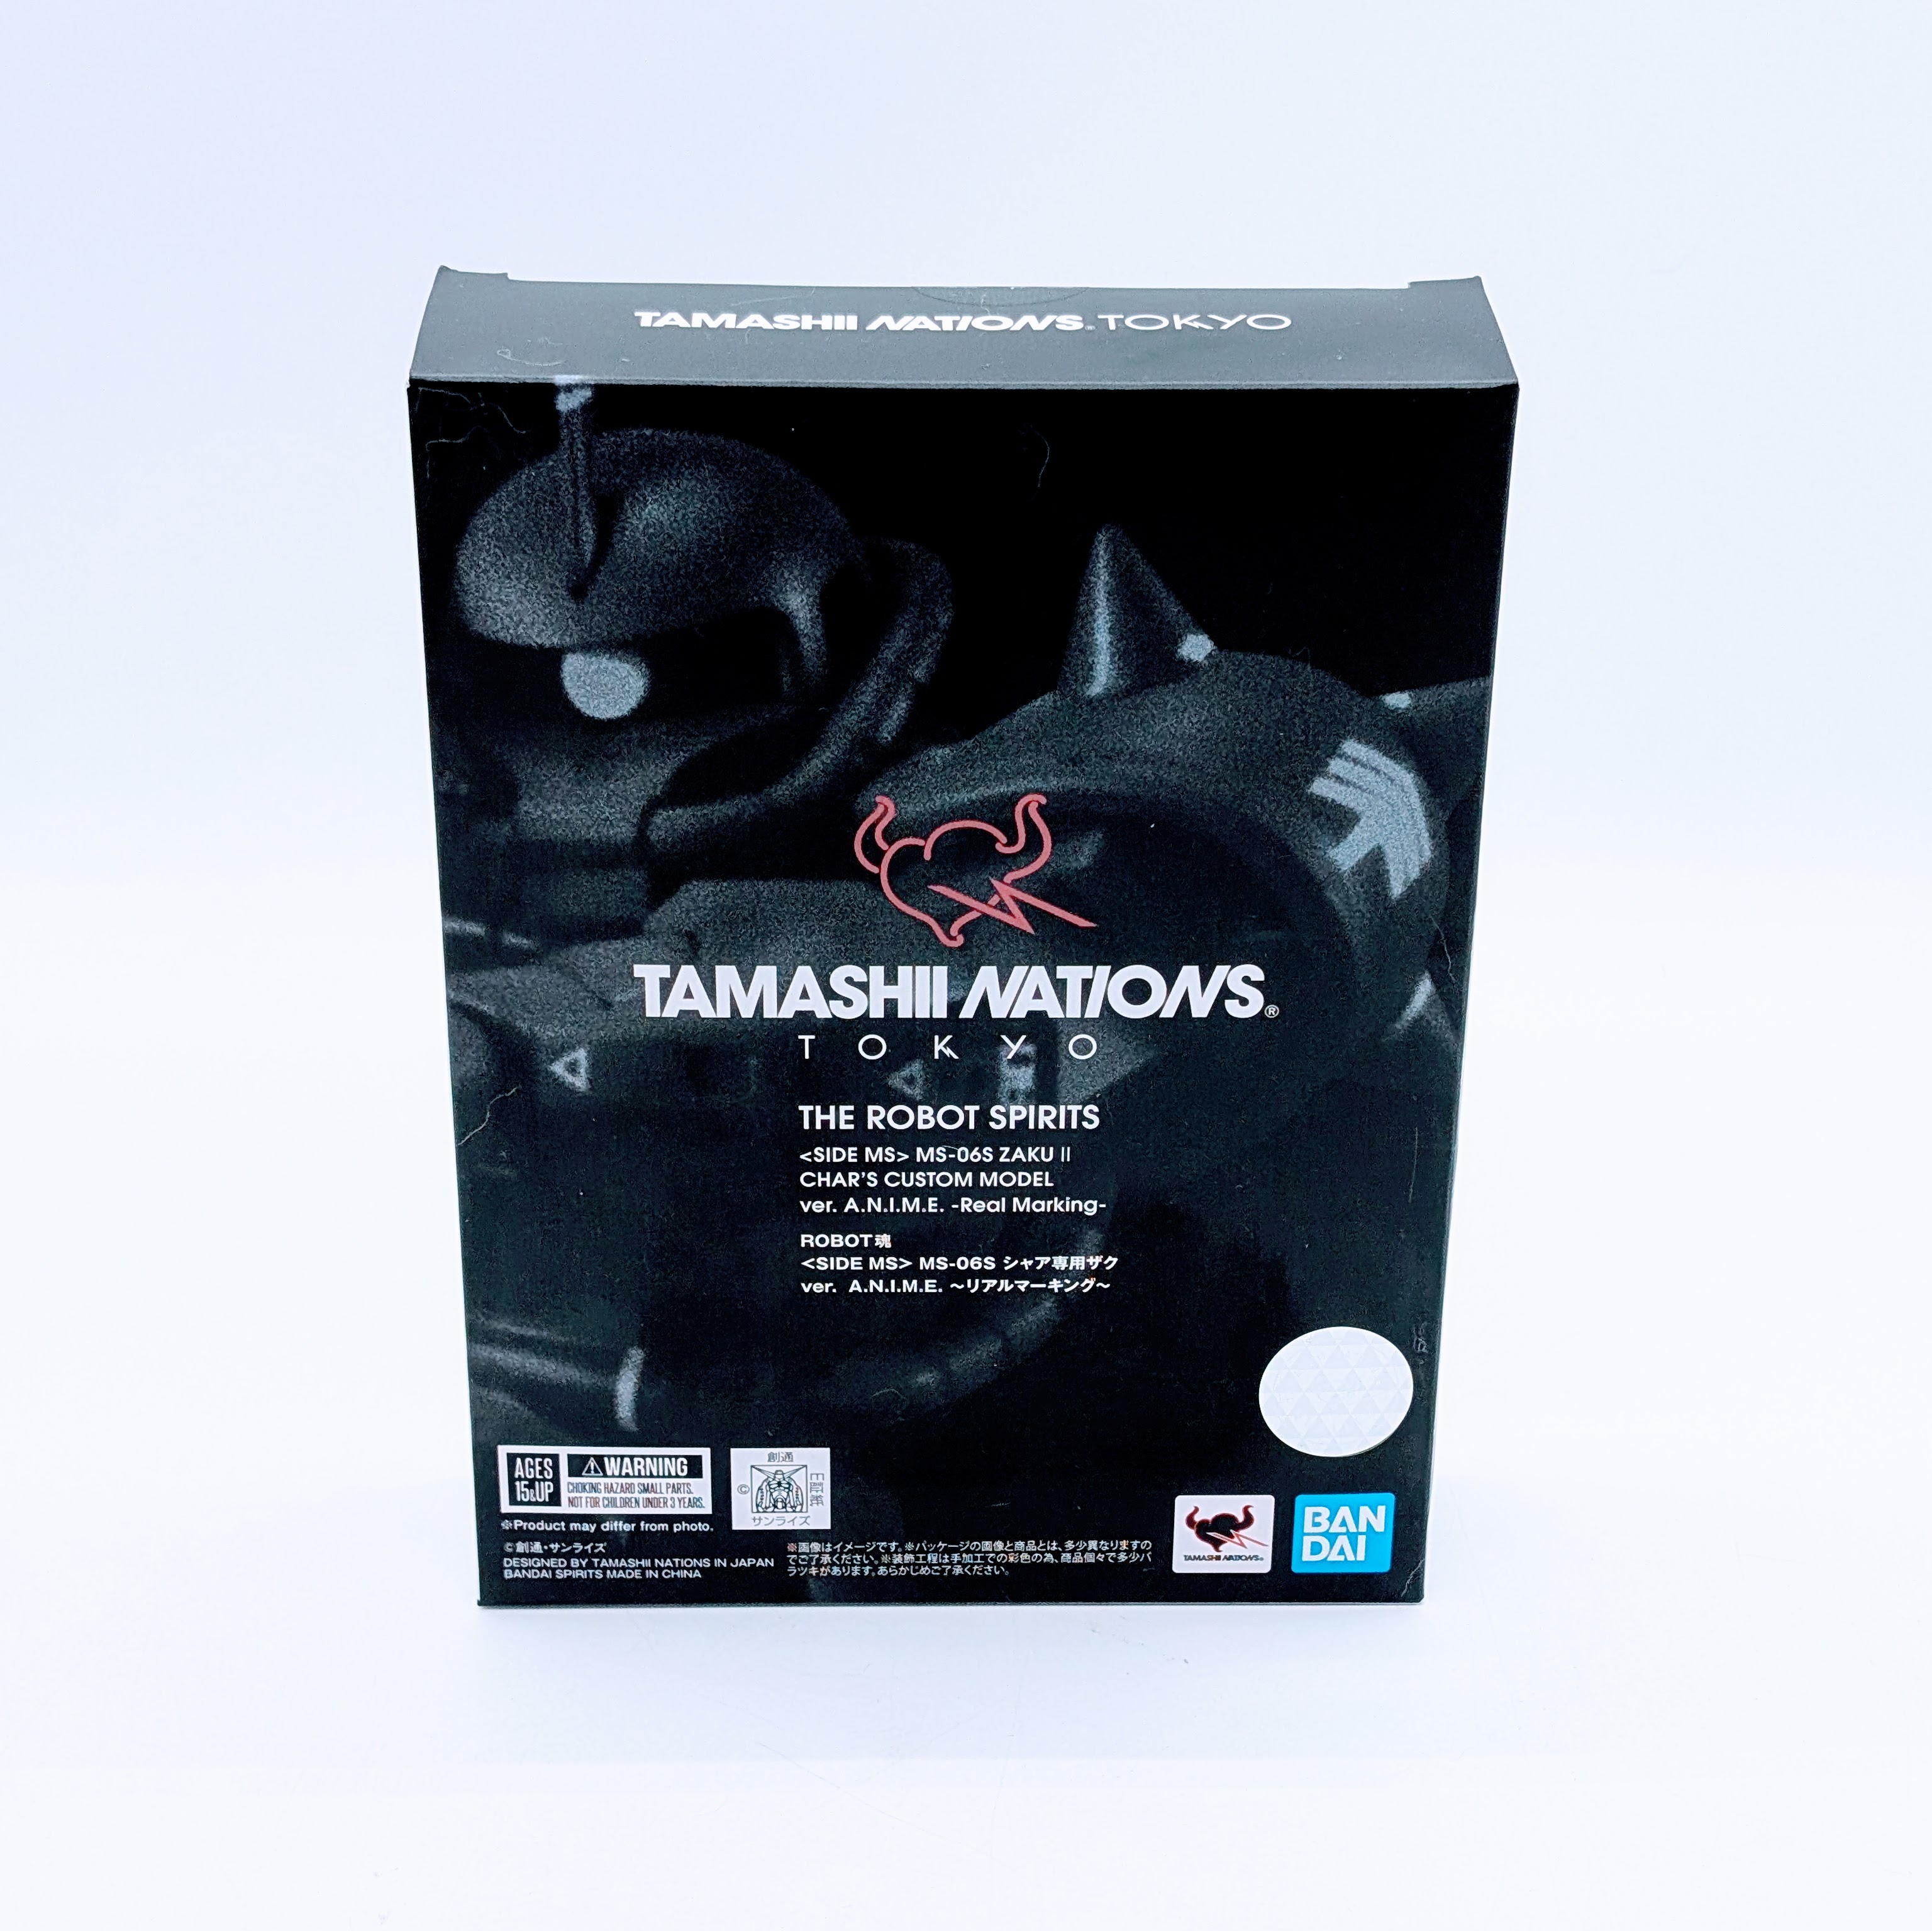 TAMASHII NATIONS. TOKYO
TAMASHII NATIONS®
TOKYO
THE ROBOT SPIRITS
<SIDE MS> MS-06S ZAKU II
CHAR'S CUSTOM MODEL
ver. A.N.I.M.E. -Real Marking-
ROBOT魂
<SIDE MS> MS-06S シャア専用ザク
ver. A.N.I.M.E. ～リアルマーキング～
AGES
15&UP
⚠WARNING
CHOKING HAZARD SMALL PARTS.
NOT FOR CHILDREN UNDER 3 YEARS.
※Product may differ from photo.
©創通・サンライズ
DESIGNED BY TAMASHII NATIONS IN JAPAN
BANDAI SPIRITS MADE IN CHINA
創通
©
サンライズ
※画像はイメージです。※パッケージの画像と商品とは、多少異なりますの
でご了承ください。※装飾工程は手加工での彩色の為、商品個々で多少バ
ラツキがあります。あらかじめご了承ください。
TAMASHII NATIONS®
BAN
DAI